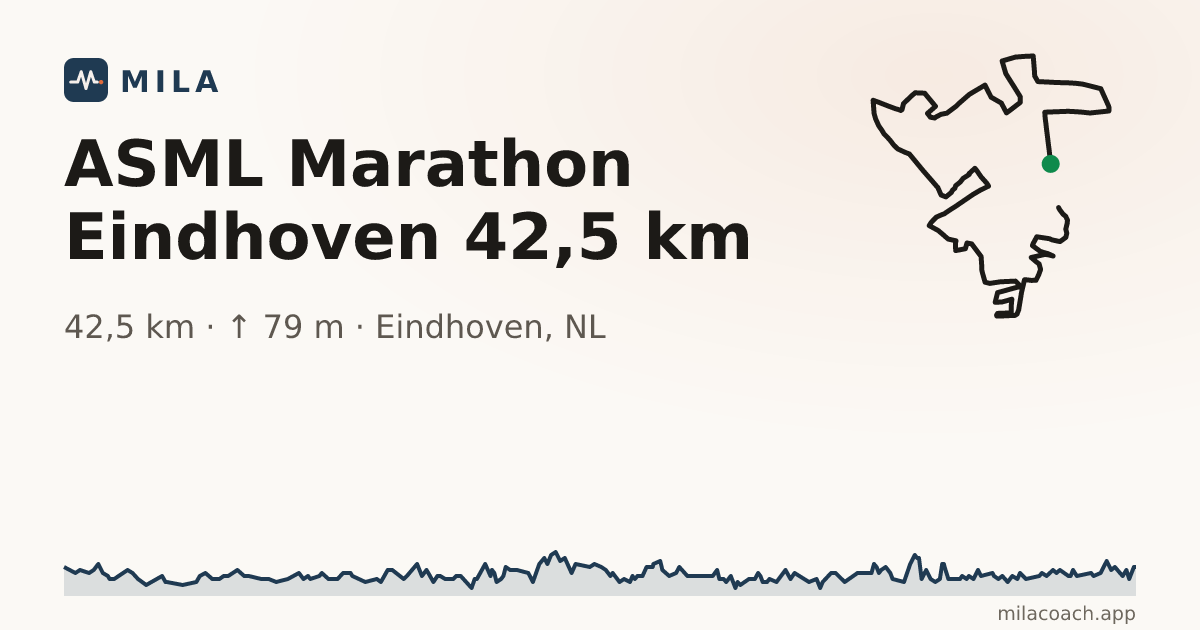 MILA
ASML Marathon
Eindhoven 42,5 km
42,5 km · ↑ 79 m · Eindhoven, NL
milacoach.app